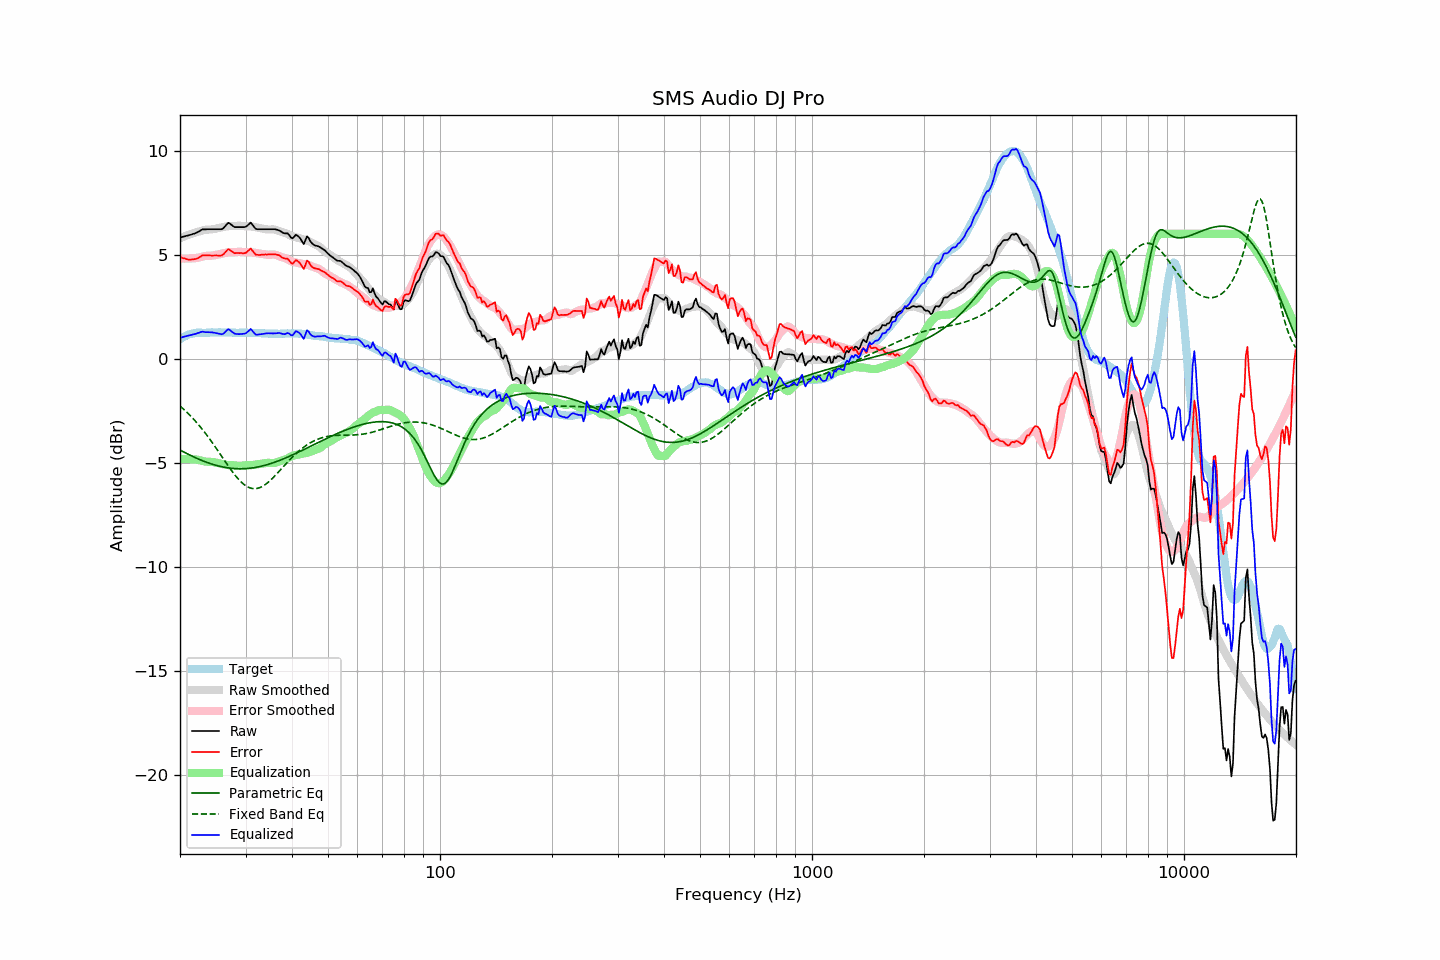 SMS Audio DJ Pro
10
5
0
−5
−10
−15
−20
Amplitude (dBr)
100
1000
10000
Frequency (Hz)
Target
Raw Smoothed
Error Smoothed
Raw
Error
Equalization
Parametric Eq
Fixed Band Eq
Equalized